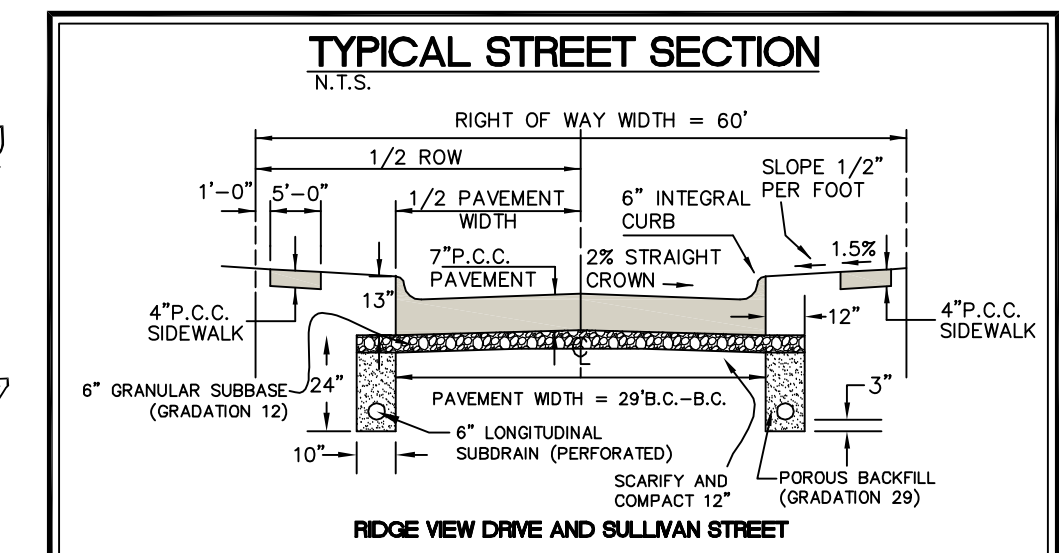 TYPICAL STREET SECTION
N.T.S.
RIGHT OF WAY WIDTH = 60'
1/2 ROW
SLOPE 1/2"
PER FOOT
1'-0"
5'-0"
1/2 PAVEMENT
WIDTH
6" INTEGRAL
CURB
7"P.C.C.
PAVEMENT
2% STRAIGHT
CROWN
1.5%
13"
4"P.C.C.
SIDEWALK
12"
4"P.C.C.
SIDEWALK
CL
6" GRANULAR SUBBASE
(GRADATION 12)
24"
PAVEMENT WIDTH = 29'B.C.-B.C.
3"
6" LONGITUDINAL
SUBDRAIN (PERFORATED)
10"
SCARIFY AND
COMPACT 12"
POROUS BACKFILL
(GRADATION 29)
RIDGE VIEW DRIVE AND SULLIVAN STREET